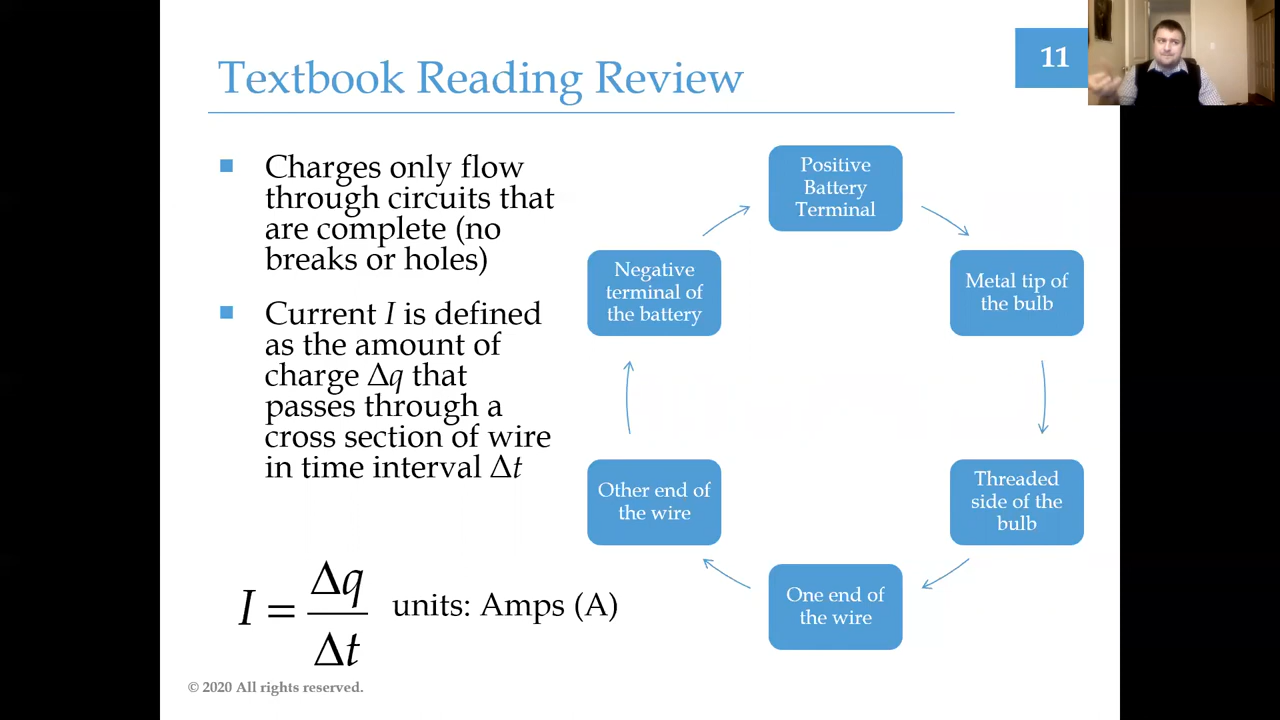 Textbook Reading Review
11
Charges only flow
through circuits that
are complete (no
breaks or holes)
Current I is defined
as the amount of
charge Δq that
passes through a
cross section of wire
in time interval Δt
I = Δq/Δt units: Amps (A)
Positive
Battery
Terminal
Metal tip of
the bulb
Threaded
side of the
bulb
One end of
the wire
Other end of
the wire
Negative
terminal of
the battery
© 2020 All rights reserved.